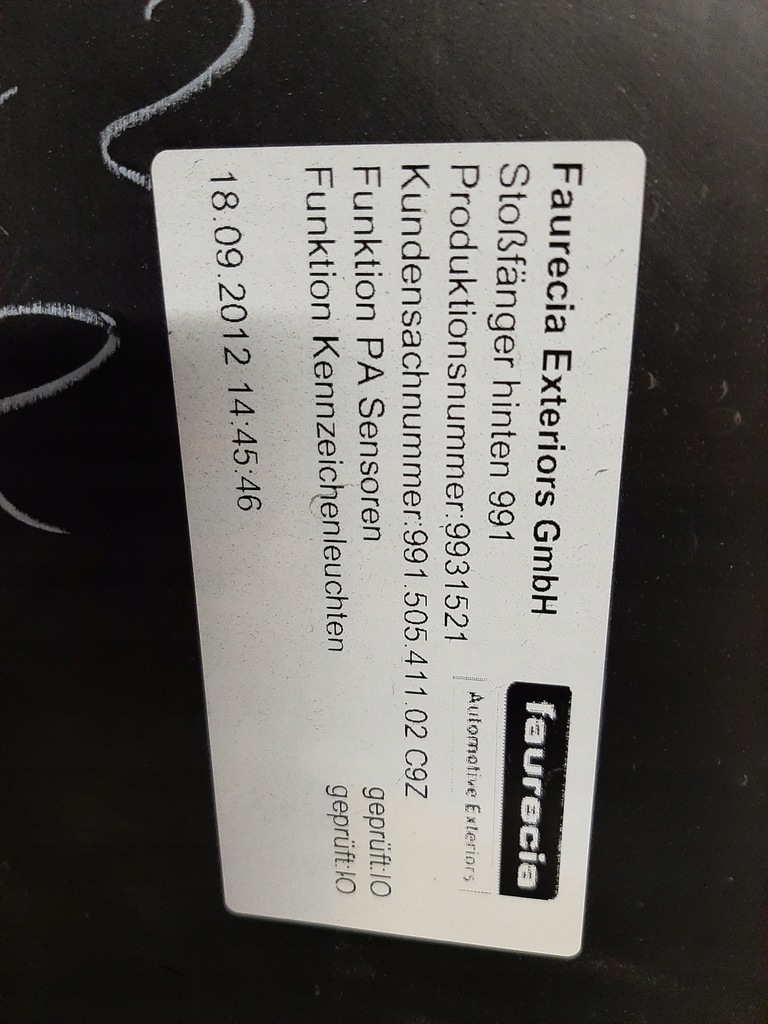 Faurecia Exteriors GmbH
faurecia
Stoßfänger hinten 991
Automotive Exteriors
Produktionsnummer:9931521
Kundensachnummer:991.505.411.02 C9Z
Funktion PA Sensoren geprüft:IO
Funktion Kennzeichenleuchten geprüft:IO
18.09.2012 14:45:46